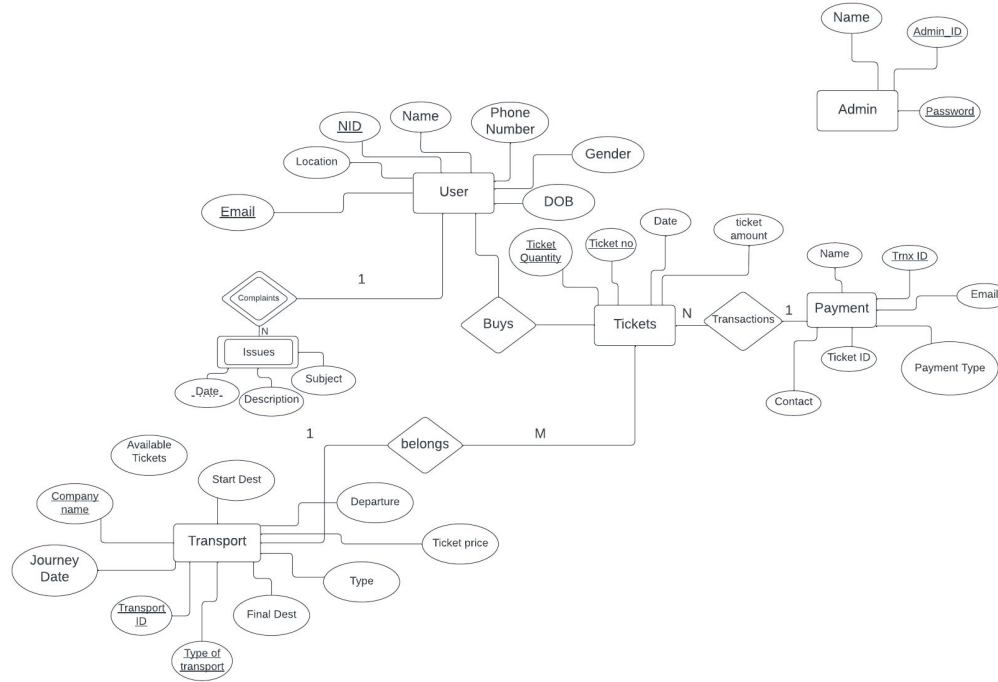 Name
Admin_ID
Admin
Password
NID
Name
Phone
Number
Location
Gender
User
Email
DOB
Ticket
Quantity
Ticket no
Date
ticket
amount
Name
Trnx ID
Email
1
Complaints
Buys
Tickets
N
Transactions
1
Payment
N
Issues
Subject
Date
Description
Ticket ID
Payment Type
Contact
1
belongs
M
Available
Tickets
Start Dest
Company
name
Departure
Transport
Ticket price
Journey
Date
Type
Transport
ID
Final Dest
Type of
transport